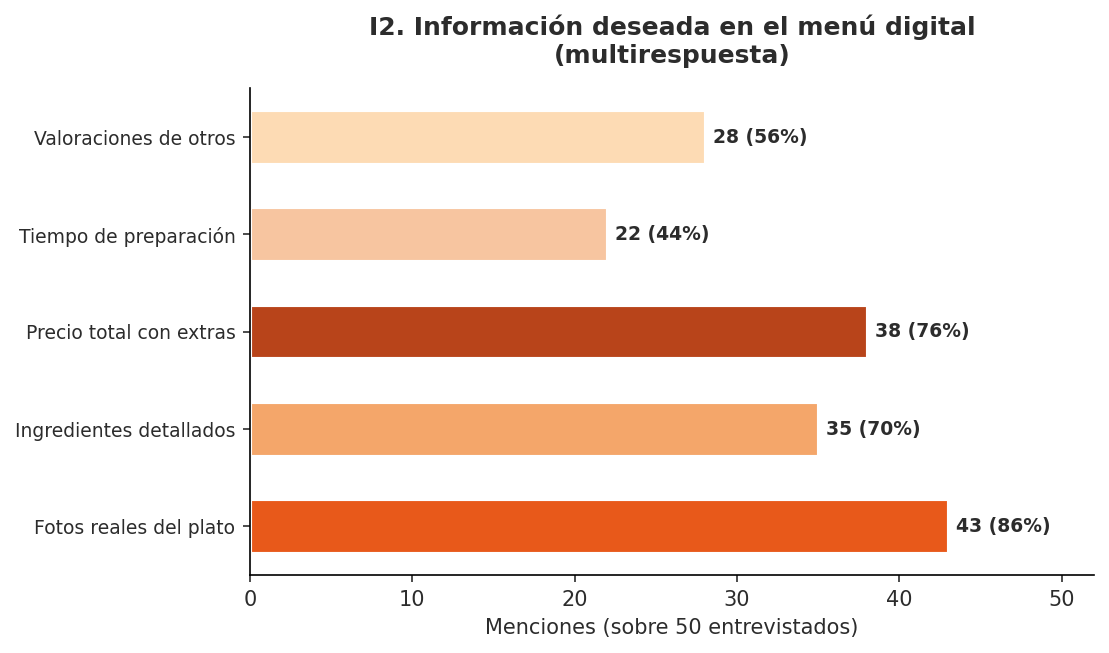 I2. Información deseada en el menú digital
(multirespuesta)
Valoraciones de otros
28 (56%)
Tiempo de preparación
22 (44%)
Precio total con extras
38 (76%)
Ingredientes detallados
35 (70%)
Fotos reales del plato
43 (86%)
0 10 20 30 40 50
Menciones (sobre 50 entrevistados)